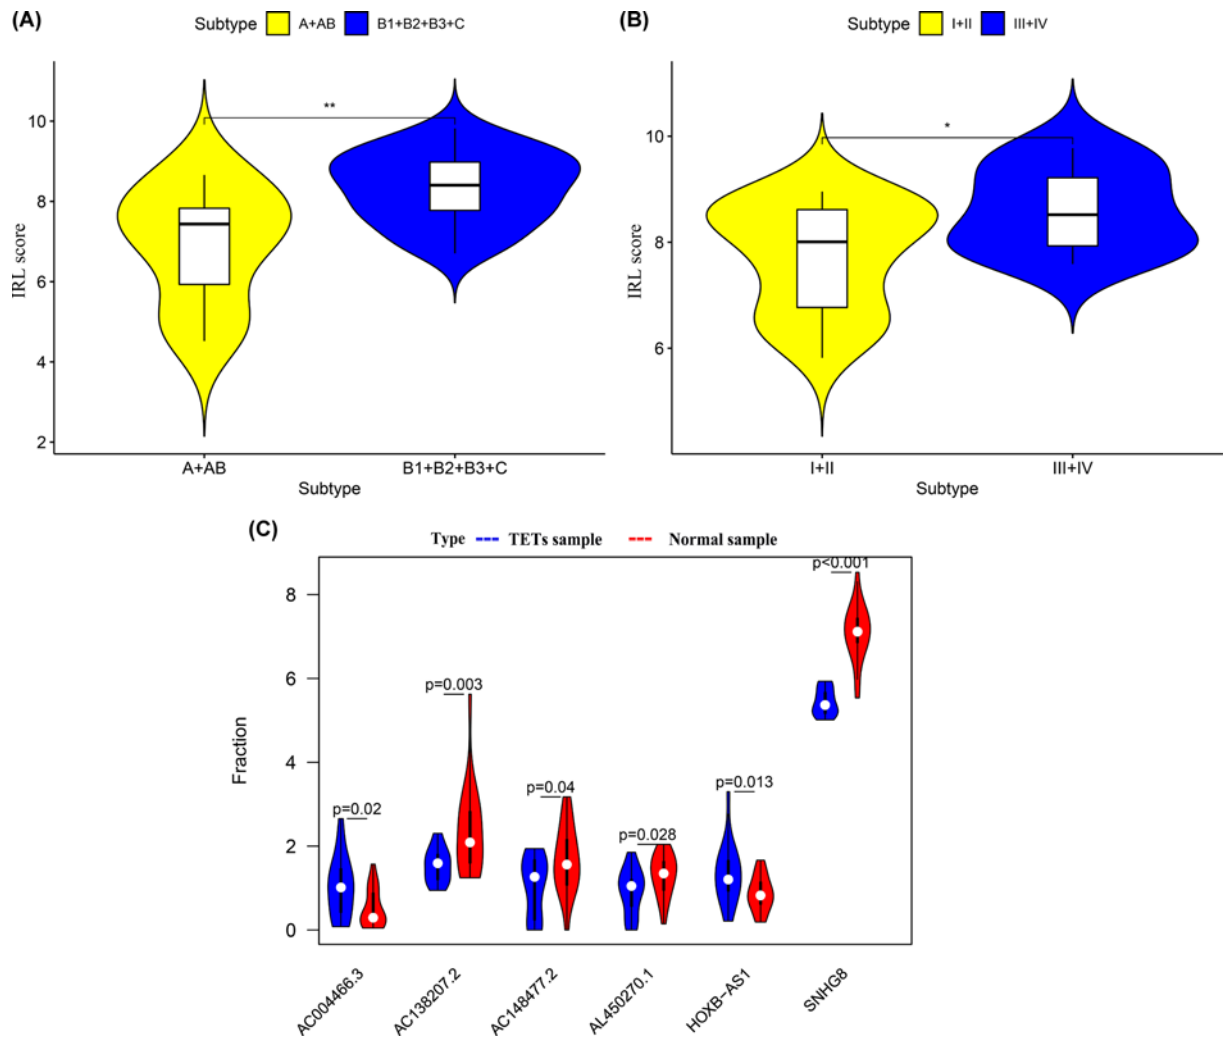 (A)
Subtype A+AB B1+B2+B3+C
IRL score
10
8
6
4
2
A+AB B1+B2+B3+C
Subtype
**
(B)
Subtype I+II III+IV
IRL score
10
8
6
I+II III+IV
Subtype
*
(C)
Type TETs sample Normal sample
Fraction
8
6
4
2
0
p=0.02
p=0.003
p=0.04
p=0.028
p=0.013
p<0.001
AC004466.3
AC138207.2
AC148477.2
AL450270.1
HOXB−AS1
SNHG8